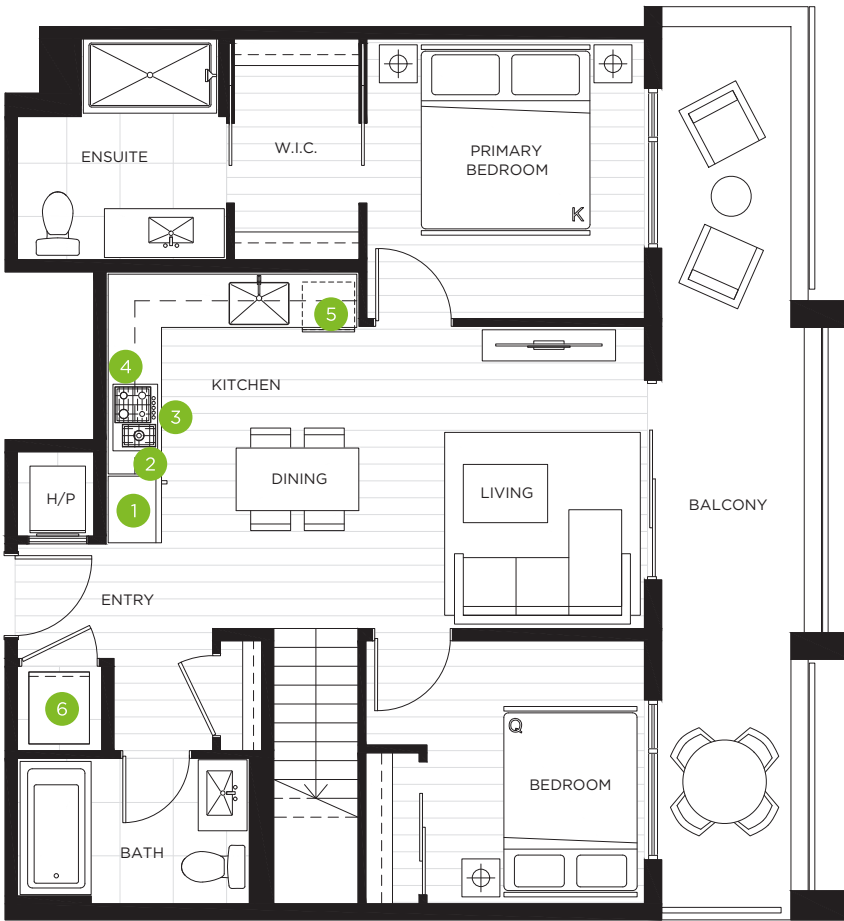 ENSUITE
W.I.C.
PRIMARY
BEDROOM
K
5
4
KITCHEN
3
2
DINING
LIVING
H/P
1
BALCONY
ENTRY
6
Q
BEDROOM
BATH